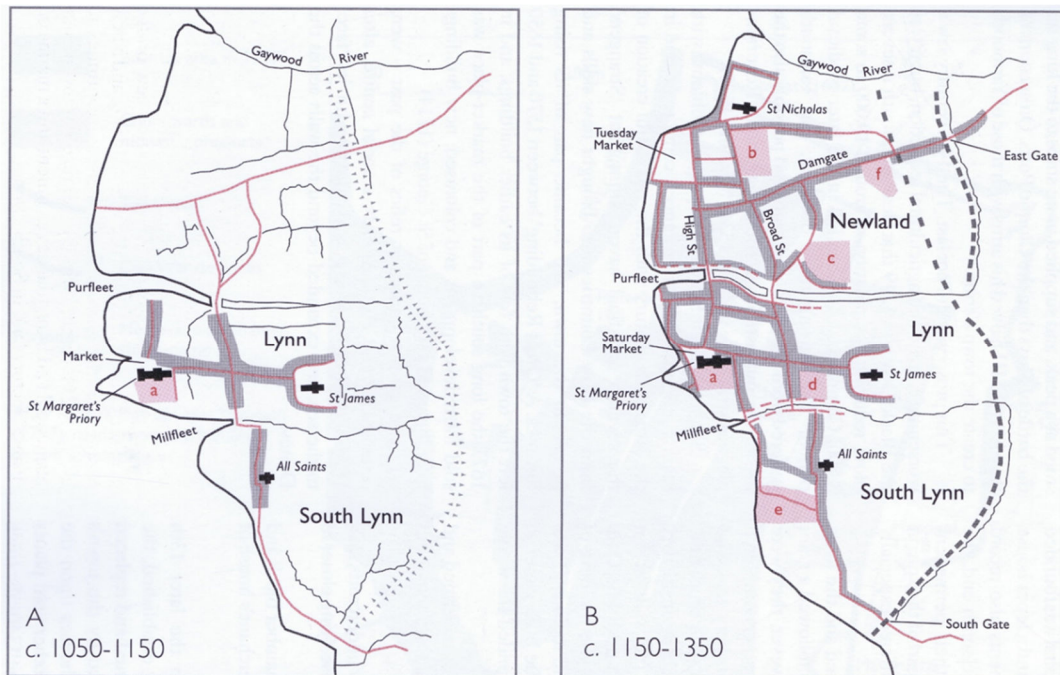 Gaywood River
Purfleet
Lynn
Market
a
St Margaret's
Priory
St James
Millfleet
All Saints
South Lynn
A
c. 1050-1150
Gaywood River
St Nicholas
Tuesday
Market
b
East Gate
Damgate
f
High St
Broad St
Newland
c
Purfleet
Lynn
Saturday
Market
a
d
St James
St Margaret's
Priory
Millfleet
All Saints
South Lynn
e
South Gate
B
c. 1150-1350